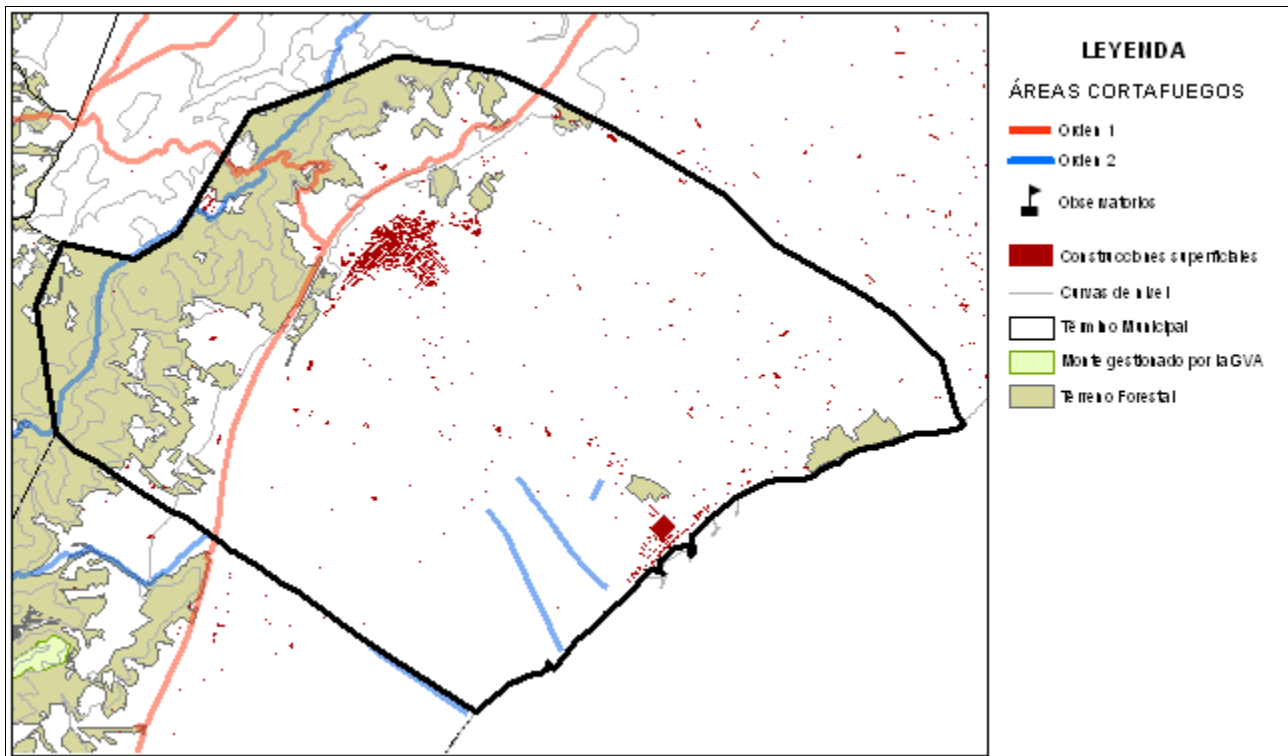 LEYENDA
ÁREAS CORTAFUEGOS
Orden 1
Orden 2
Observatorios
Construcciones superficiales
Curvas de nivel
Término Municipal
Monte gestionado por la GVA
Terreno Forestal